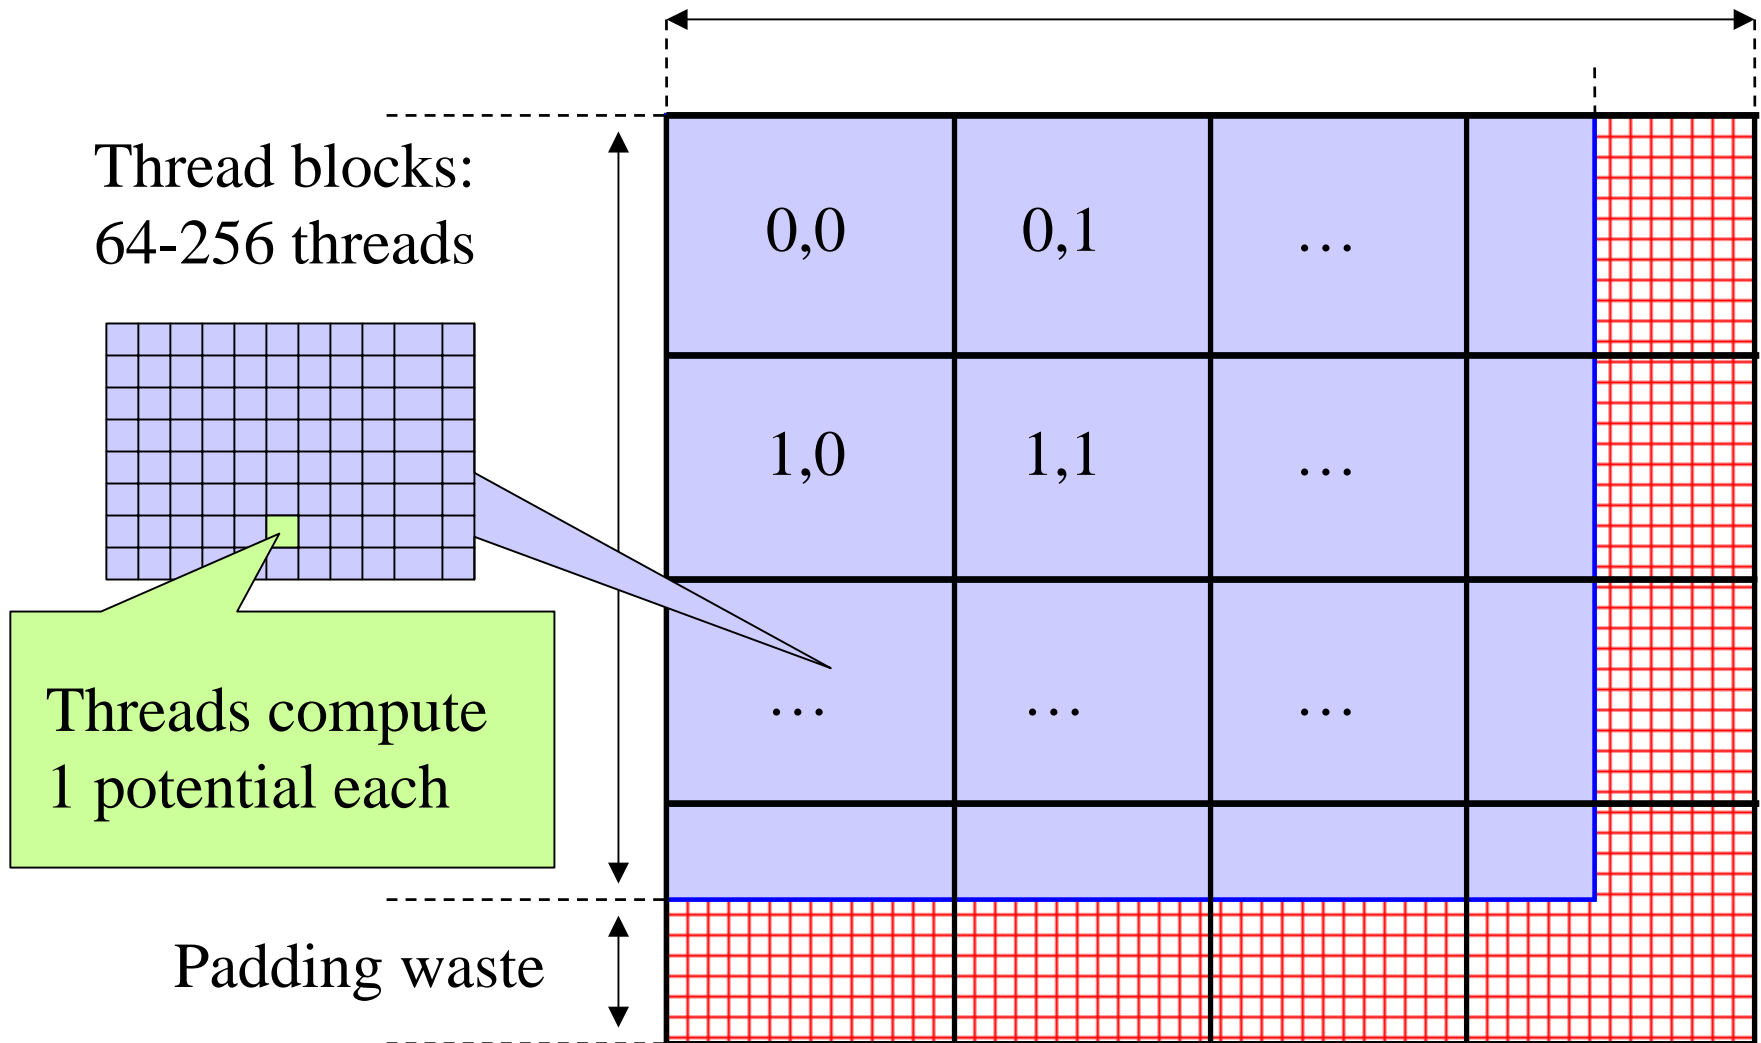 Thread blocks:
64-256 threads
0,0 0,1 …
1,0 1,1 …
… … …
Threads compute
1 potential each
Padding waste